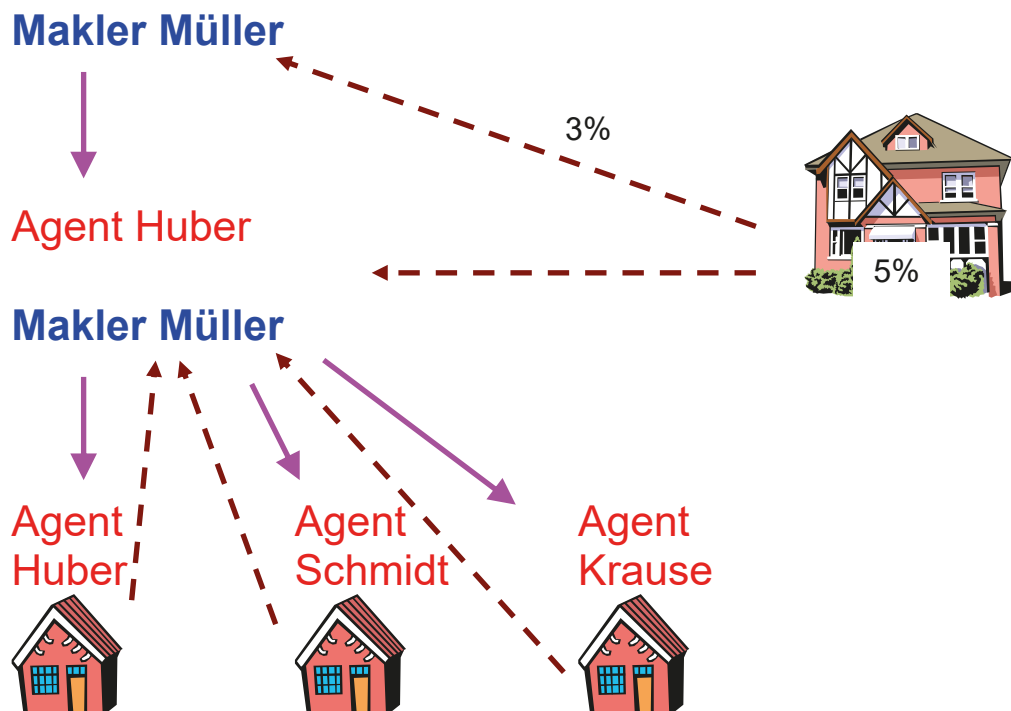 Makler Müller
3%
Agent Huber
5%
Makler Müller
Agent
Huber
Agent
Schmidt
Agent
Krause